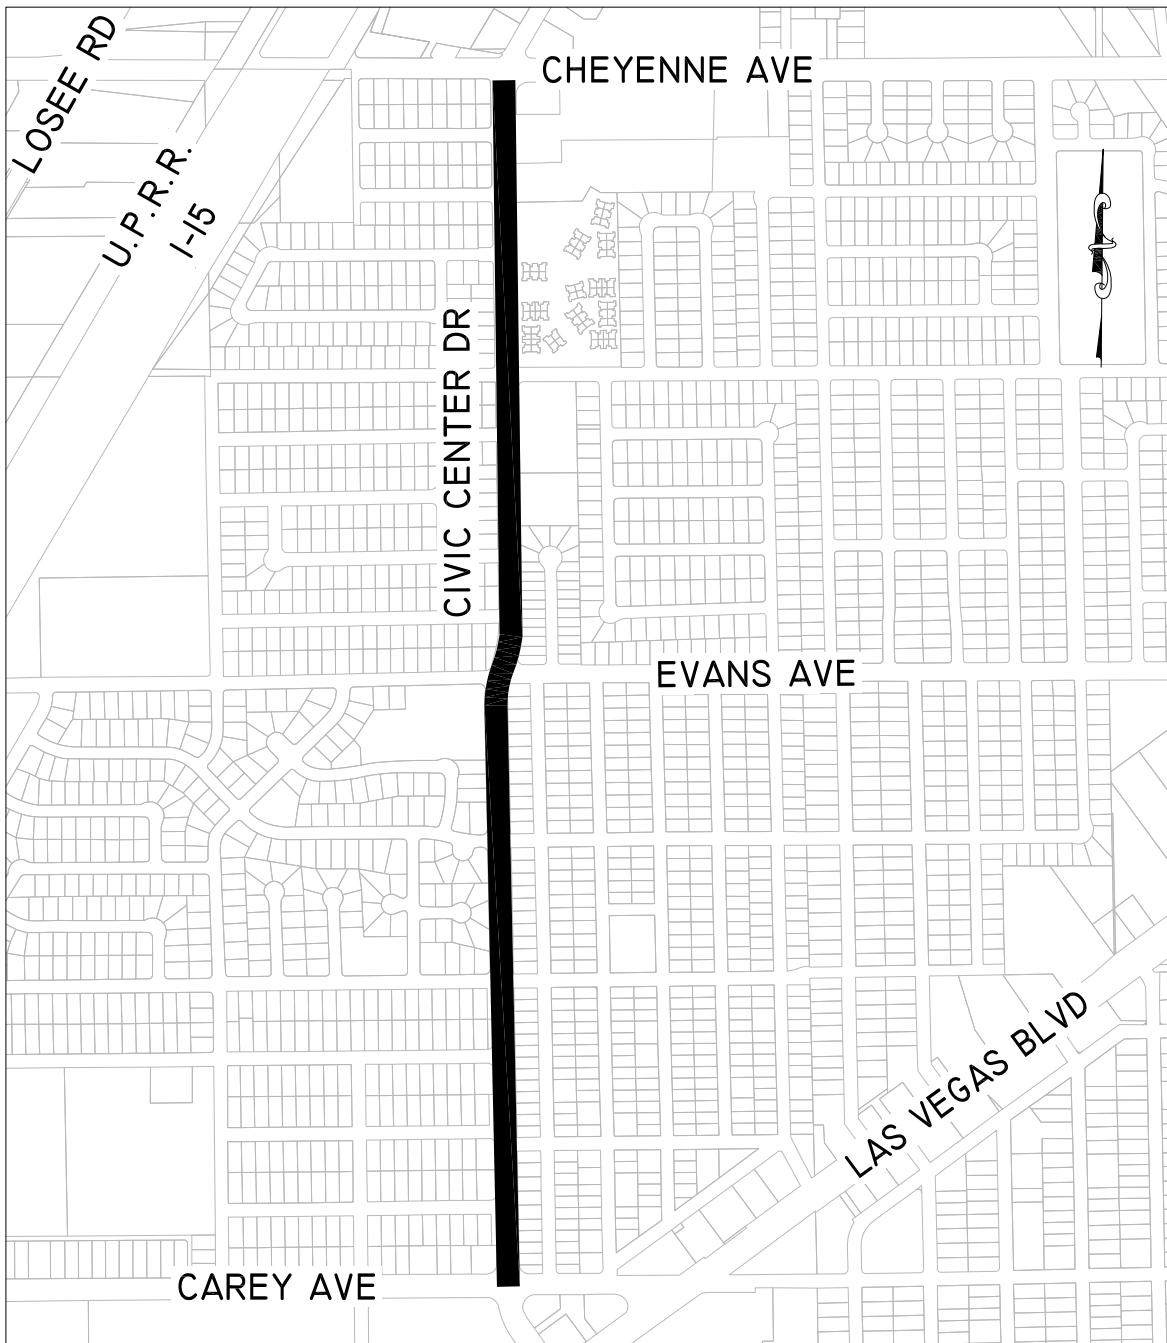 CHEYENNE AVE
LOSEE RD
U.P.R.R.
I-15
CIVIC CENTER DR
EVANS AVE
LAS VEGAS BLVD
CAREY AVE